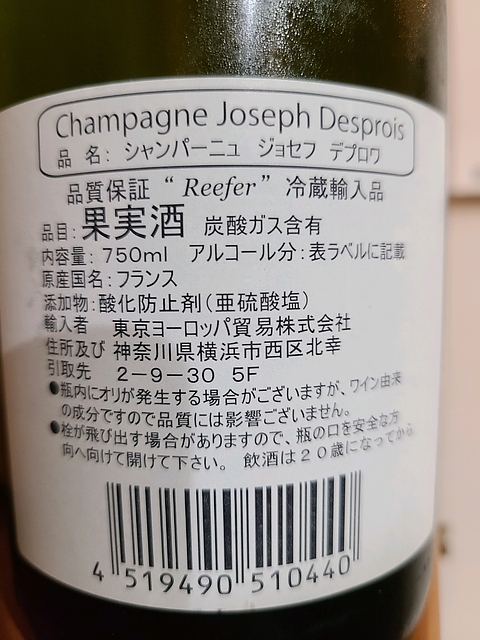 Champagne Joseph Desprois
品 名: シャンパーニュ ジョセフ デプロワ
品質保証 “Reefer” 冷蔵輸入品
品目: 果実酒 炭酸ガス含有
内容量: 750ml アルコール分: 表ラベルに記載
原産国名: フランス
添加物: 酸化防止剤(亜硫酸塩)
輸入者 東京ヨーロッパ貿易株式会社
住所及び 神奈川県横浜市西区北幸
引取先 2-9-30 5F
●瓶内にオリが発生する場合がございますが、ワイン由来
の成分ですので品質には影響ございません。
●栓が飛び出す場合がありますので、瓶の口を安全な方
向へ向けて開けて下さい。 飲酒は20歳になってから
4 519490 510440